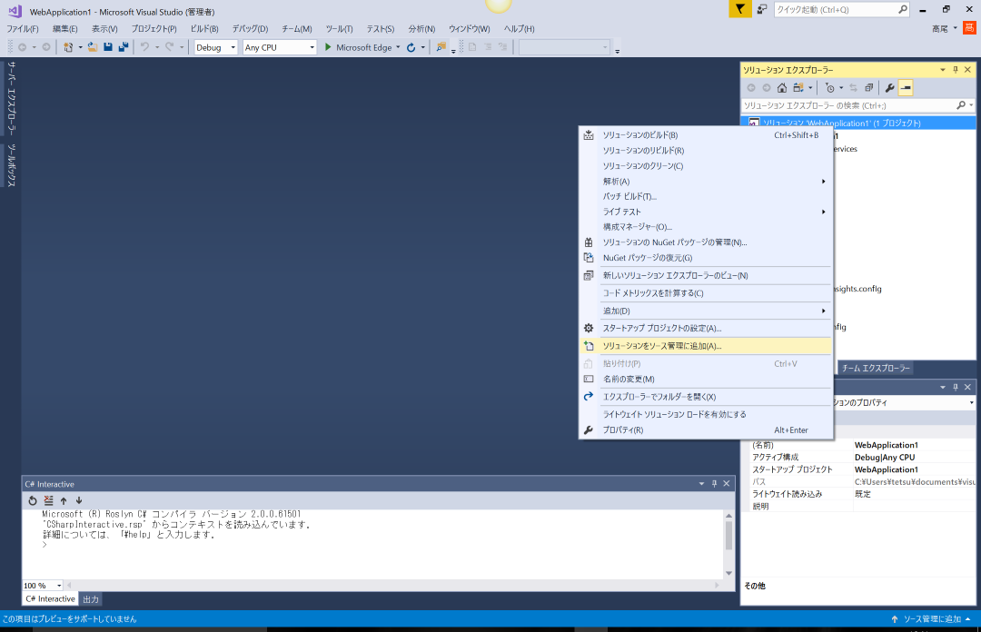 WebApplication1 - Microsoft Visual Studio (管理者)
クイック起動 (Ctrl+Q)
ファイル(F) 編集(E) 表示(V) プロジェクト(P) ビルド(B) デバッグ(D) チーム(M) ツール(T) テスト(S) 分析(N) ウィンドウ(W) ヘルプ(H)
高尾
Debug Any CPU Microsoft Edge
サーバー エクスプローラー
ツールボックス
ソリューション エクスプローラー
ソリューション エクスプローラー の検索 (Ctrl+;)
ソリューション 'WebApplication1' (1 プロジェクト)
ソリューションのビルド(B) Ctrl+Shift+B
ソリューションのリビルド(R)
ervices
ソリューションのクリーン(C)
解析(A)
バッチ ビルド(T)...
ライブ テスト
構成マネージャー(O)...
ソリューションの NuGet パッケージの管理(N)...
NuGet パッケージの復元(G)
新しいソリューション エクスプローラーのビュー(N)
nsights.config
コード メトリックスを計算する(C)
追加(D)
スタートアップ プロジェクトの設定(A)...
fig
ソリューションをソース管理に追加(A)...
貼り付け(P) Ctrl+V
チーム エクスプローラー
名前の変更(M)
エクスプローラーでフォルダーを開く(X)
ションのプロパティ
ライトウェイト ソリューション ロードを有効にする
プロパティ(R) Alt+Enter
(名前) WebApplication1
アクティブ構成 Debug|Any CPU
スタートアップ プロジェクト WebApplication1
パス C:¥Users¥tetsu¥documents¥visu
ライトウェイト読み込み 既定
説明
その他
C# Interactive
Microsoft (R) Roslyn C# コンパイラ バージョン 2.0.0.61501
'CSharpInteractive.rsp' からコンテキストを読み込んでいます。
詳細については、「#help」と入力します。
>
100 %
C# Interactive 出力
この項目はプレビューをサポートしていません
ソース管理に追加